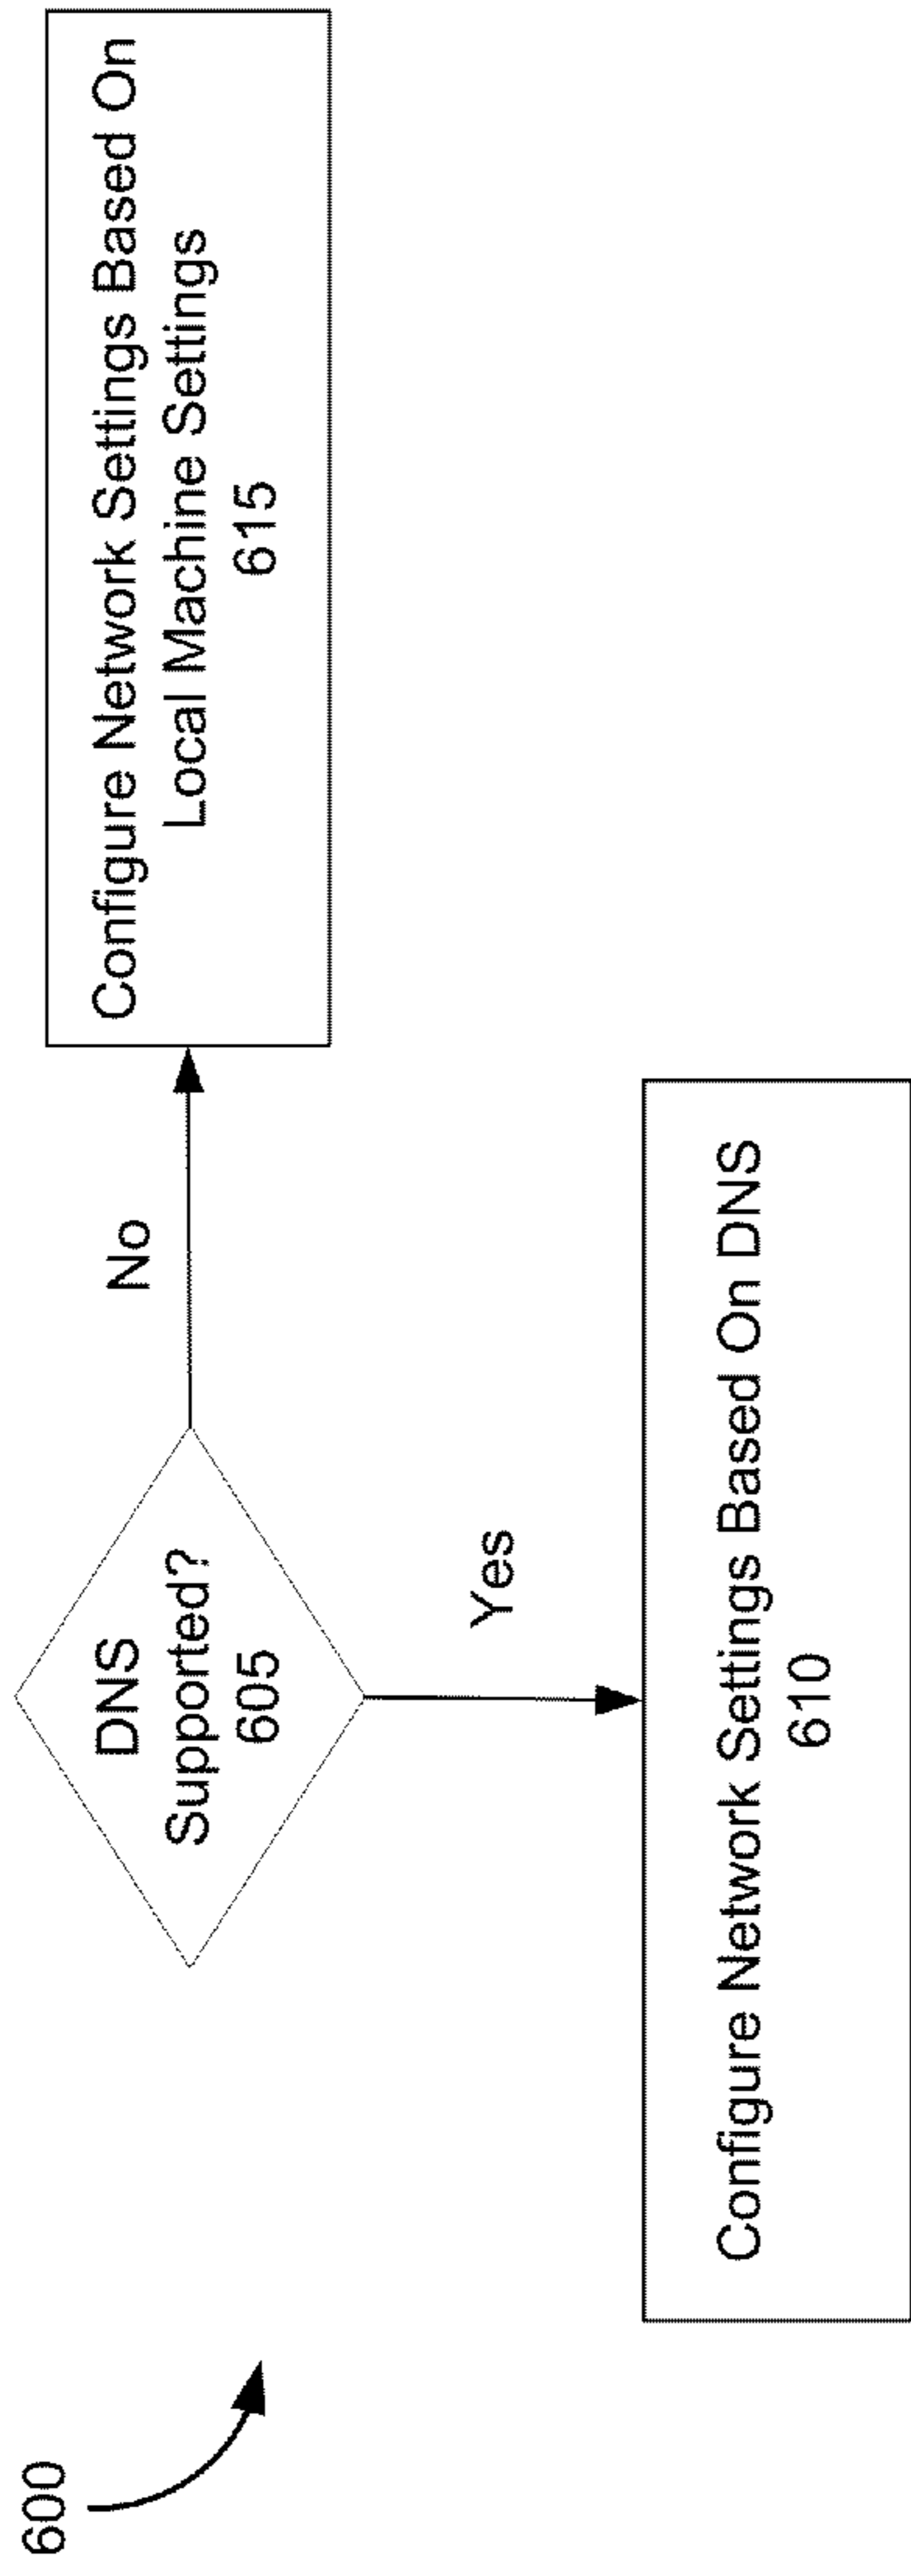 600
DNS
Supported?
605
No
Configure Network Settings Based On
Local Machine Settings
615
Yes
Configure Network Settings Based On DNS
610